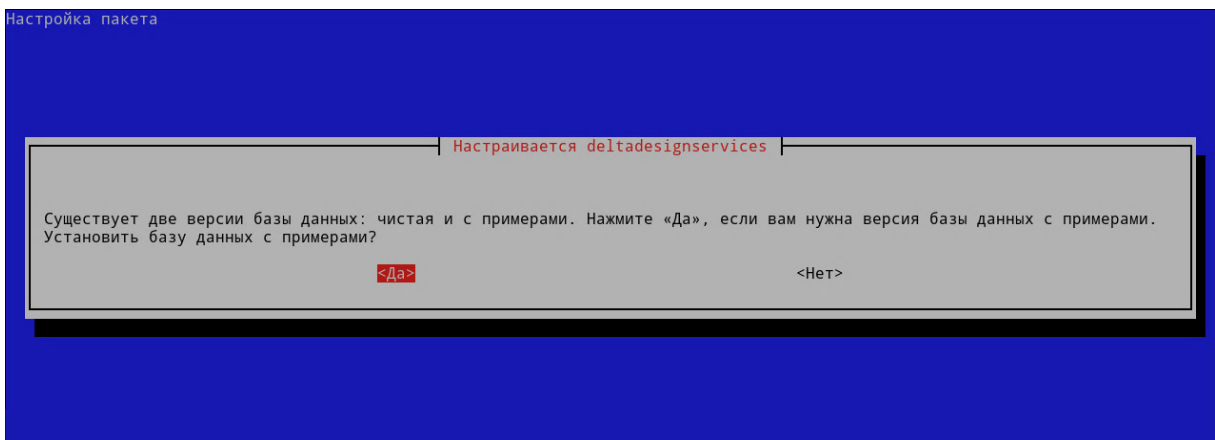 Настройка пакета
Настраивается deltadesignservices
Существует две версии базы данных: чистая и с примерами. Нажмите «Да», если вам нужна версия базы данных с примерами.
Установить базу данных с примерами?
<Да> <Нет>